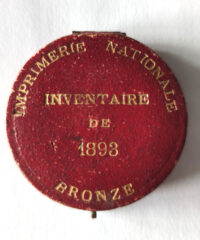 IMPRIMERIE NATIONALE
INVENTAIRE
DE
1893
BRONZE